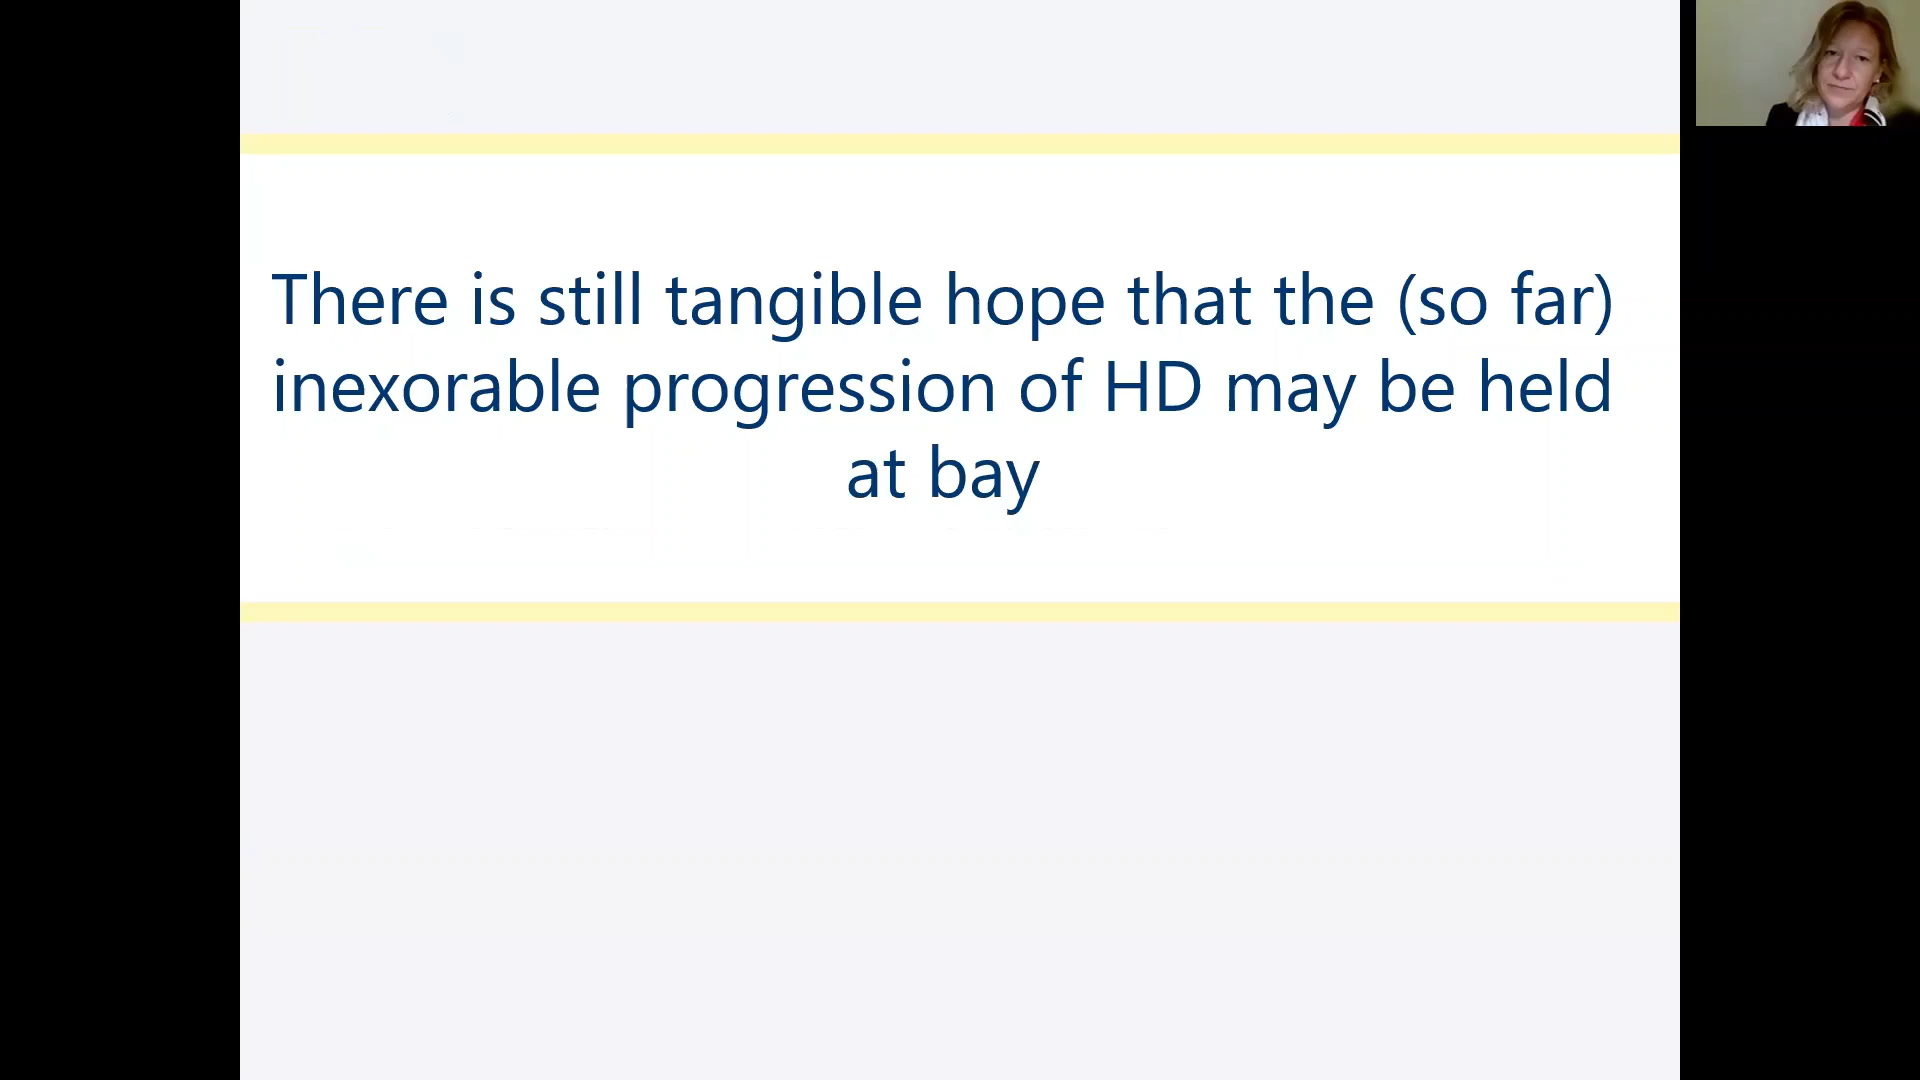 There is still tangible hope that the (so far)
inexorable progression of HD may be held
at bay